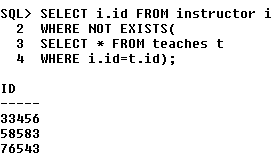 SQL> SELECT i.id FROM instructor i
2 WHERE NOT EXISTS(
3 SELECT * FROM teaches t
4 WHERE i.id=t.id);
ID
-----
33456
58583
76543